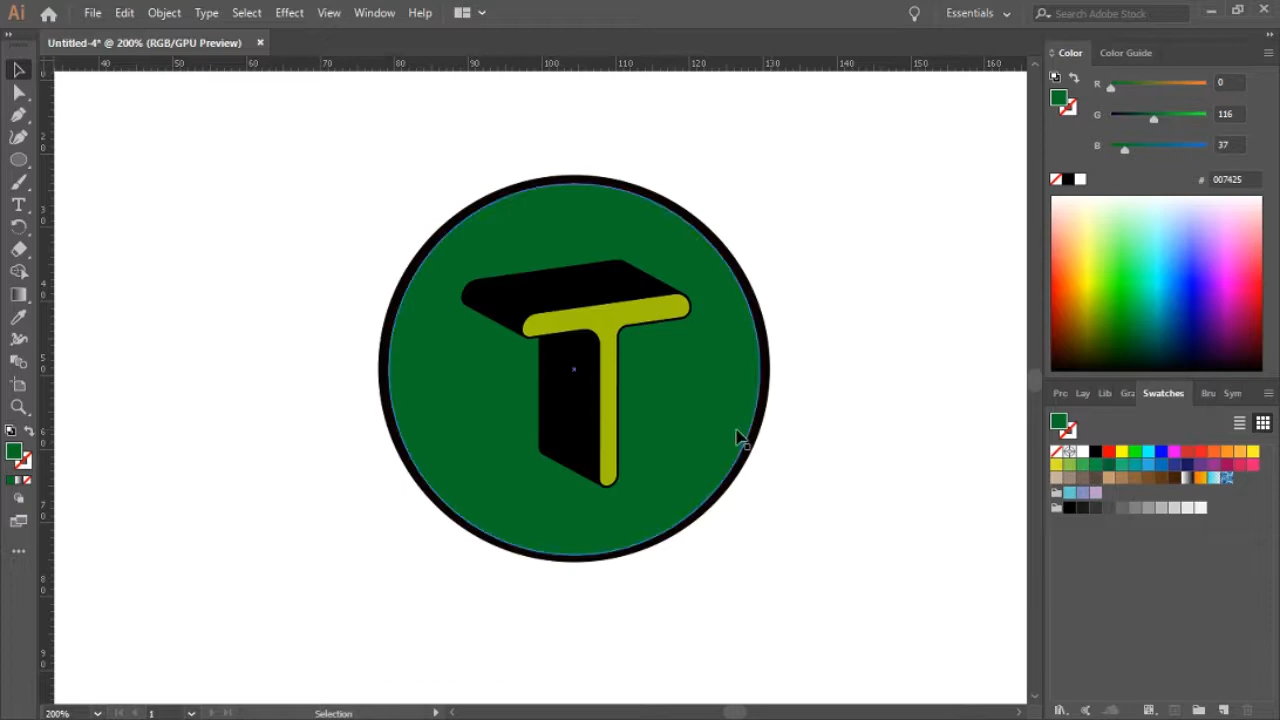 Ai File Edit Object Type Select Effect View Window Help Essentials Search Adobe Stock
Untitled-4* @ 200% (RGB/GPU Preview) ×
40 50 60 70 80 90 100 110 120 130 140 150 160
Color Color Guide
R 0
G 116
B 37
# 007425
T
Prc Lay Lib Gra Swatches Bru Sym
200% 1 Selection